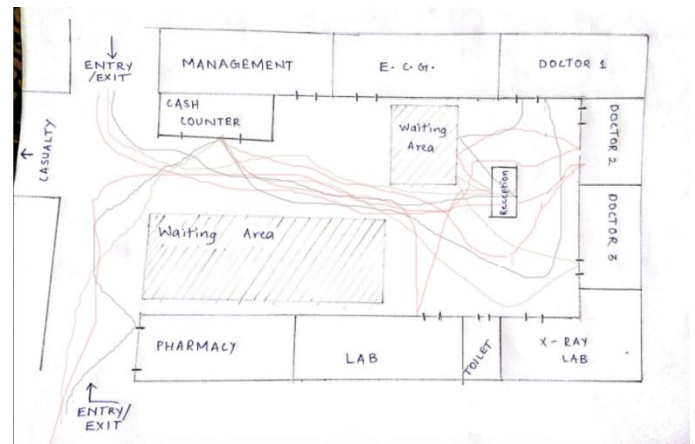 ENTRY
/EXIT
MANAGEMENT
E. C. G.
DOCTOR 1
CASH
COUNTER
Waiting
Area
DOCTOR 2
← CASUALTY
Reception
DOCTOR 3
Waiting Area
PHARMACY
LAB
TOILET
X-RAY
LAB
ENTRY/
EXIT